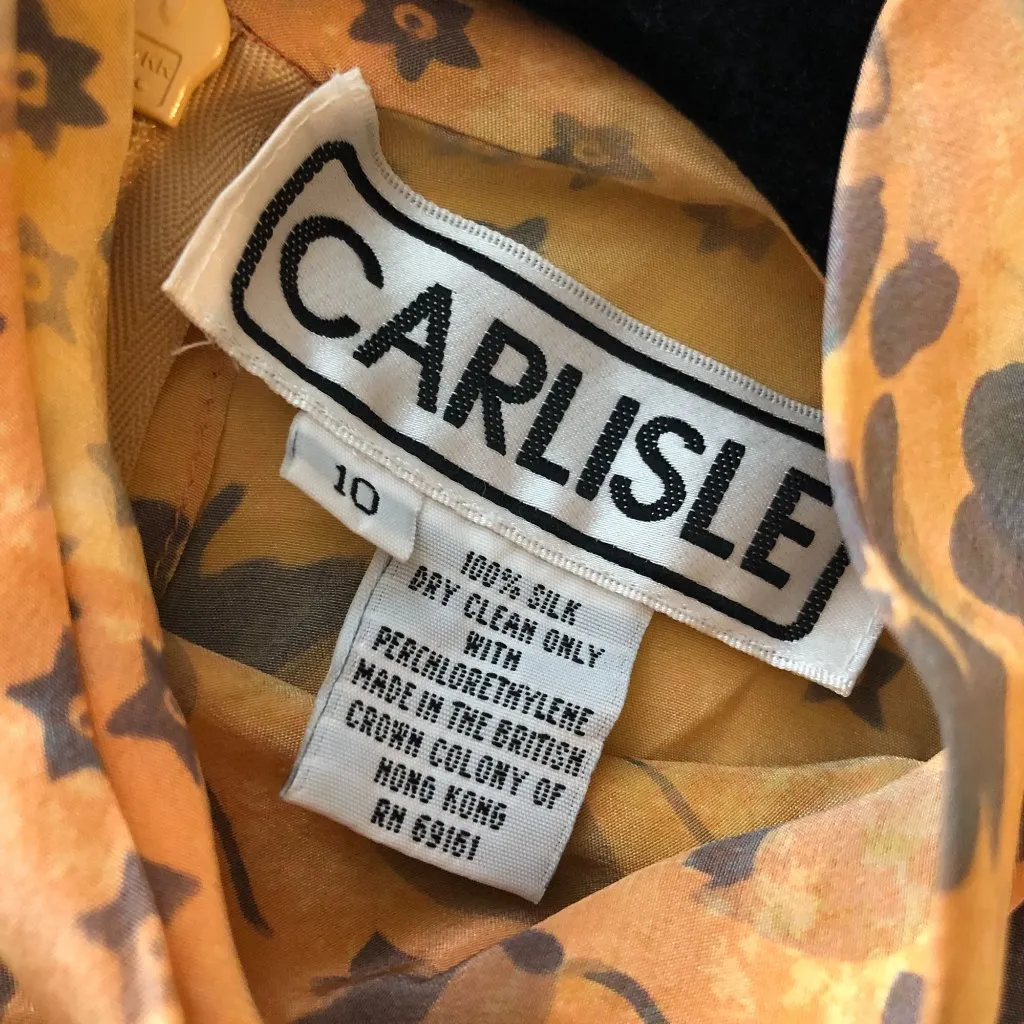 CARLISLE
10
100% SILK
DRY CLEAN ONLY
WITH
PERCHLORETHYLENE
MADE IN THE BRITISH
CROWN COLONY OF
HONG KONG
RN 69161